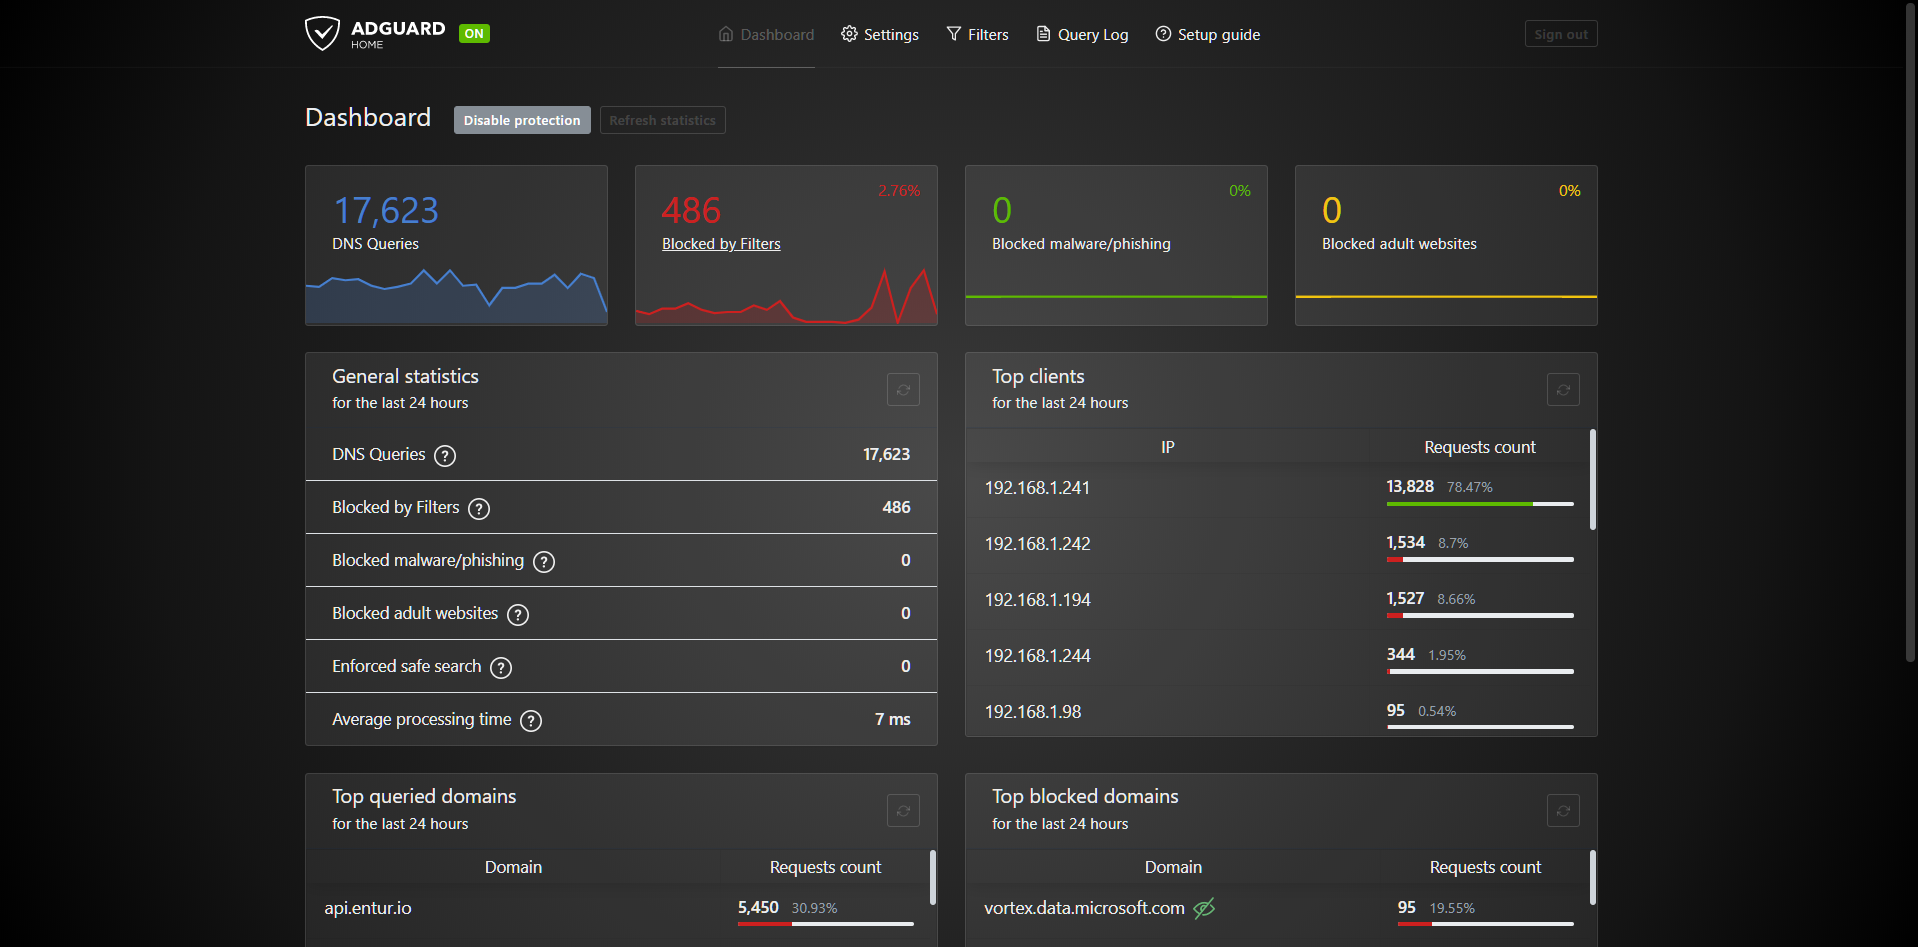 ADGUARD
HOME
ON
Dashboard
Settings
Filters
Query Log
Setup guide
Sign out
Dashboard
Disable protection
Refresh statistics
17,623
DNS Queries
2.76%
486
Blocked by Filters
0%
0
Blocked malware/phishing
0%
0
Blocked adult websites
General statistics
for the last 24 hours
DNS Queries ? 17,623
Blocked by Filters ? 486
Blocked malware/phishing ? 0
Blocked adult websites ? 0
Enforced safe search ? 0
Average processing time ? 7 ms
Top clients
for the last 24 hours
IP Requests count
192.168.1.241 13,828 78.47%
192.168.1.242 1,534 8.7%
192.168.1.194 1,527 8.66%
192.168.1.244 344 1.95%
192.168.1.98 95 0.54%
Top queried domains
for the last 24 hours
Domain Requests count
api.entur.io 5,450 30.93%
Top blocked domains
for the last 24 hours
Domain Requests count
vortex.data.microsoft.com 95 19.55%